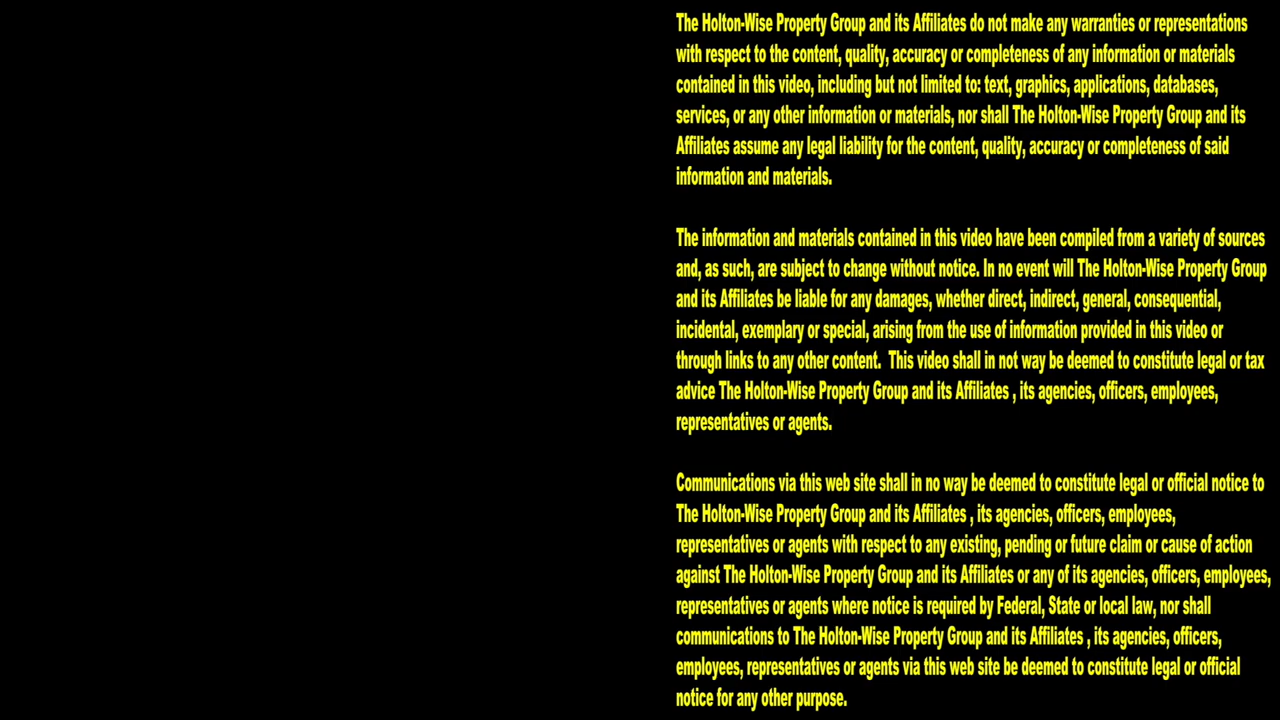 The Holton-Wise Property Group and its Affiliates do not make any warranties or representations
with respect to the content, quality, accuracy or completeness of any information or materials
contained in this video, including but not limited to: text, graphics, applications, databases,
services, or any other information or materials, nor shall The Holton-Wise Property Group and its
Affiliates assume any legal liability for the content, quality, accuracy or completeness of said
information and materials.
The information and materials contained in this video have been compiled from a variety of sources
and, as such, are subject to change without notice. In no event will The Holton-Wise Property Group
and its Affiliates be liable for any damages, whether direct, indirect, general, consequential,
incidental, exemplary or special, arising from the use of information provided in this video or
through links to any other content.  This video shall in not way be deemed to constitute legal or tax
advice The Holton-Wise Property Group and its Affiliates , its agencies, officers, employees,
representatives or agents.
Communications via this web site shall in no way be deemed to constitute legal or official notice to
The Holton-Wise Property Group and its Affiliates , its agencies, officers, employees,
representatives or agents with respect to any existing, pending or future claim or cause of action
against The Holton-Wise Property Group and its Affiliates or any of its agencies, officers, employees,
representatives or agents where notice is required by Federal, State or local law, nor shall
communications to The Holton-Wise Property Group and its Affiliates , its agencies, officers,
employees, representatives or agents via this web site be deemed to constitute legal or official
notice for any other purpose.